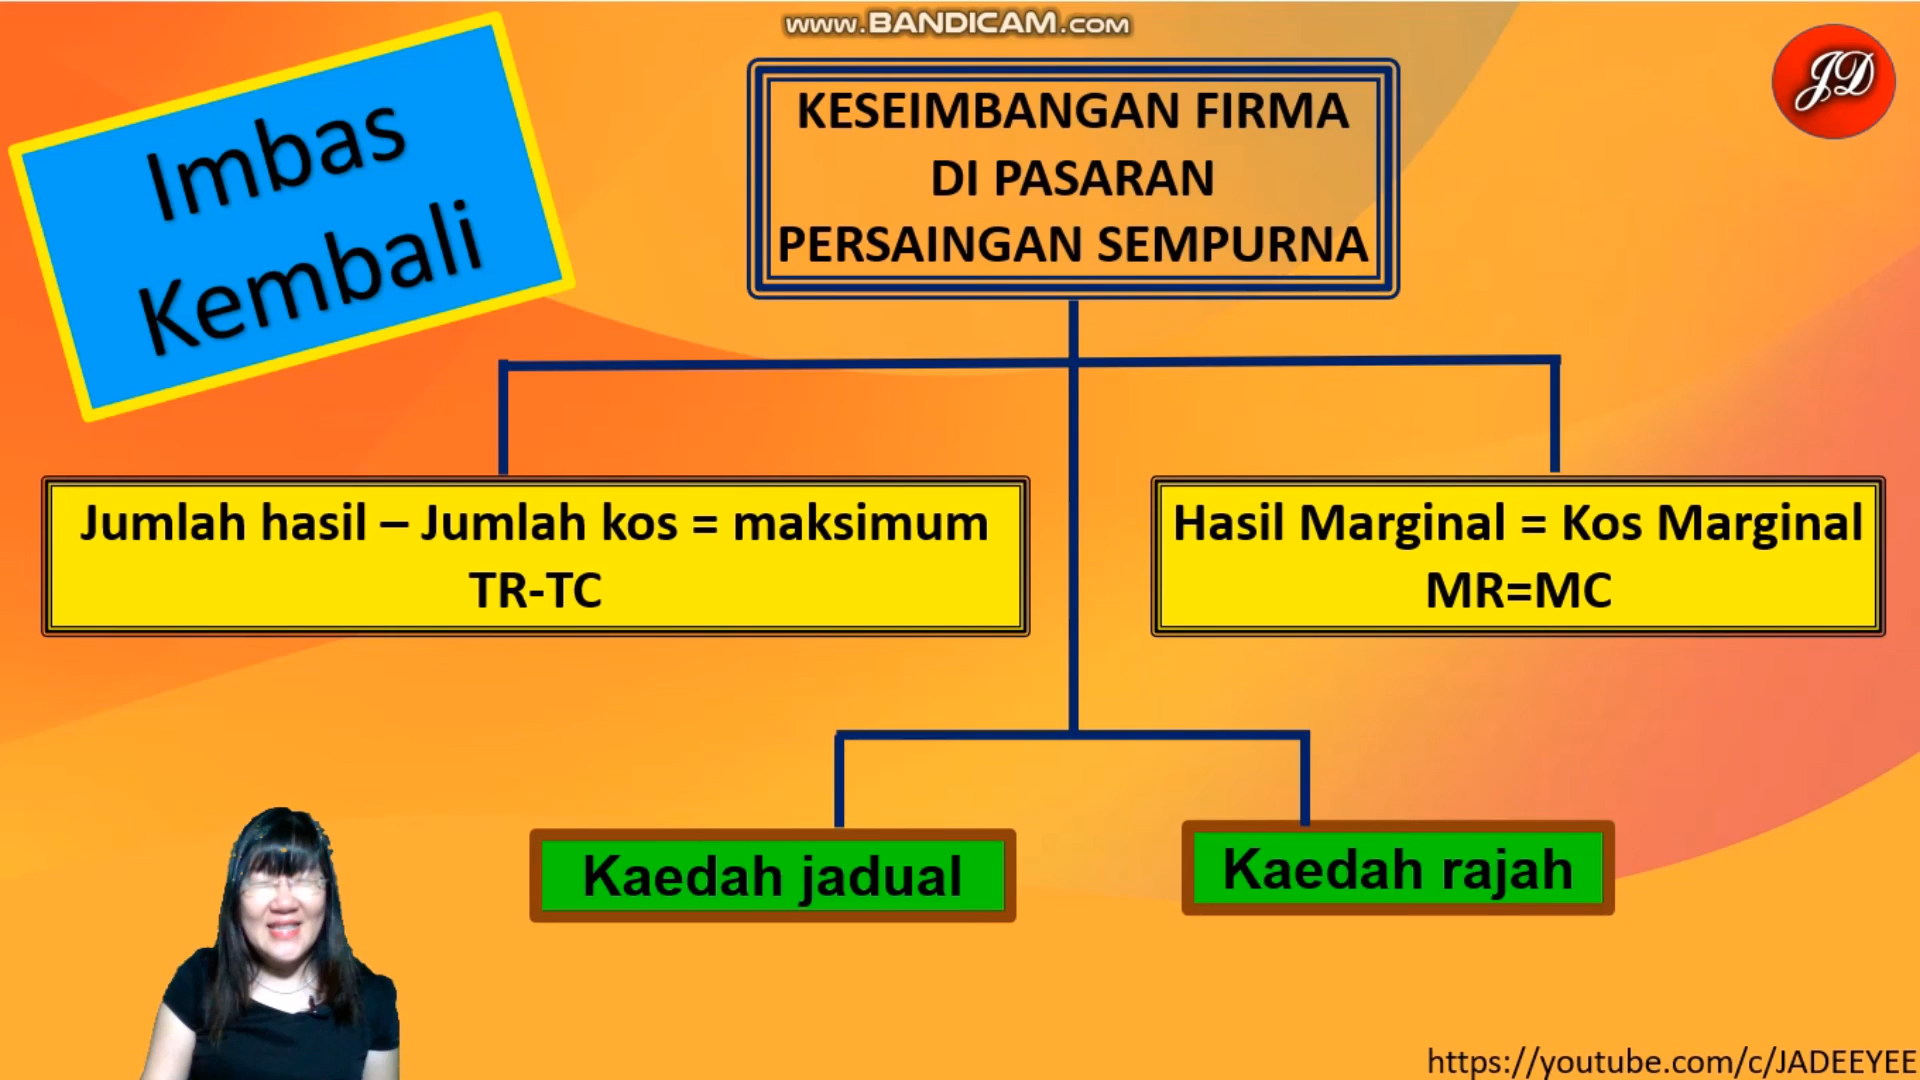 www.BANDICAM.com
Imbas
Kembali
KESEIMBANGAN FIRMA
DI PASARAN
PERSAINGAN SEMPURNA
JD
Jumlah hasil – Jumlah kos = maksimum
TR-TC
Hasil Marginal = Kos Marginal
MR=MC
Kaedah jadual
Kaedah rajah
https://youtube.com/c/JADEEYEE